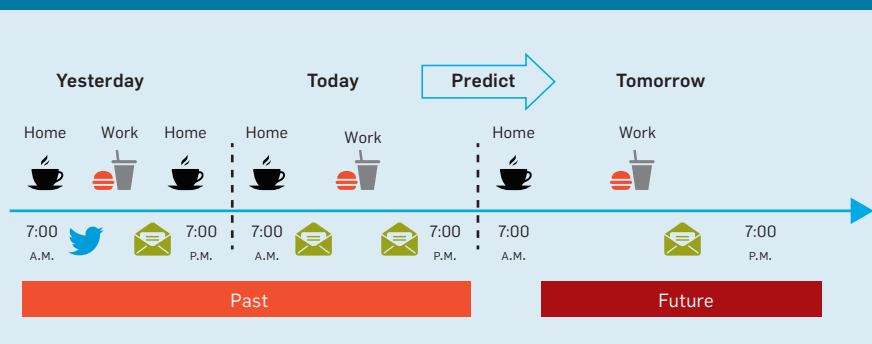 Yesterday Today Predict Tomorrow
Home Work Home Home Work Home Work
7:00 7:00 7:00 7:00 7:00 7:00
A.M. P.M. A.M. P.M. A.M. P.M.
Past Future